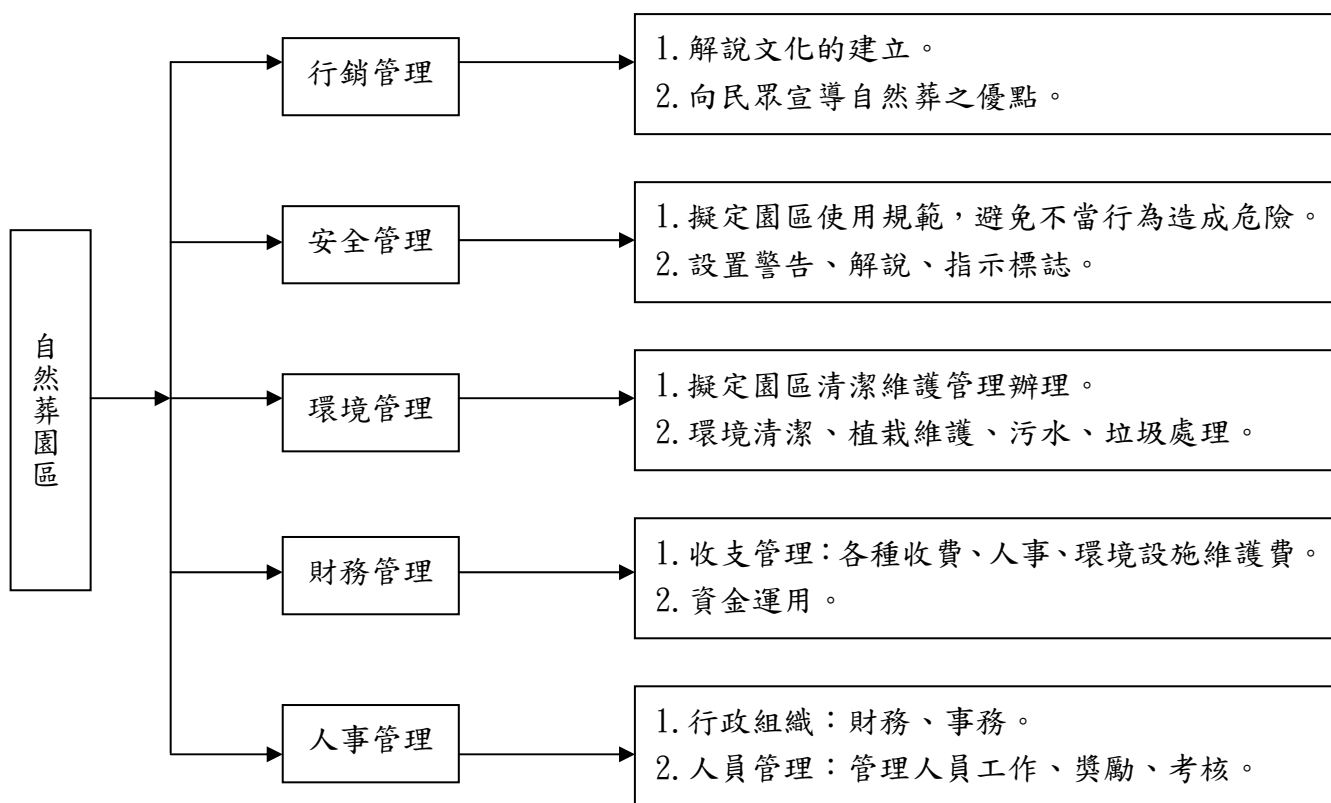 行銷管理
1.解說文化的建立。
2.向民眾宣導自然葬之優點。
安全管理
1.擬定園區使用規範，避免不當行為造成危險。
2.設置警告、解說、指示標誌。
自然葬園區
環境管理
1.擬定園區清潔維護管理辦理
2.環境清潔、植栽維護、污水、垃圾處理。
財務管理
1.收支管理：各種收費、人事、環境設施維護費。
2.資金運用。
人事管理
1.行政組織：財務、事務。
2.人員管理：管理人員工作、獎勵、考核。